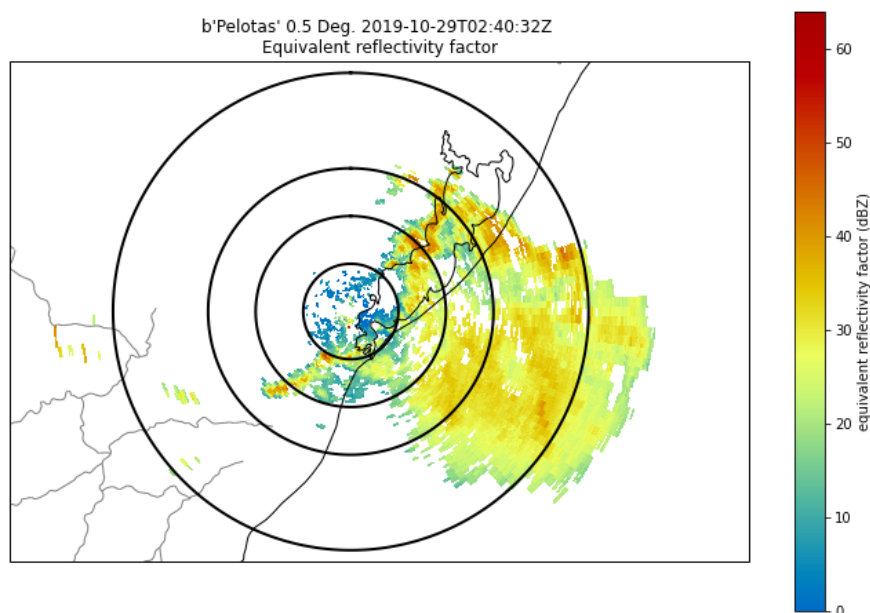 b'Pelotas' 0.5 Deg. 2019-10-29T02:40:32Z
Equivalent reflectivity factor
60
50
40
30
20
10
0
equivalent reflectivity factor (dBZ)